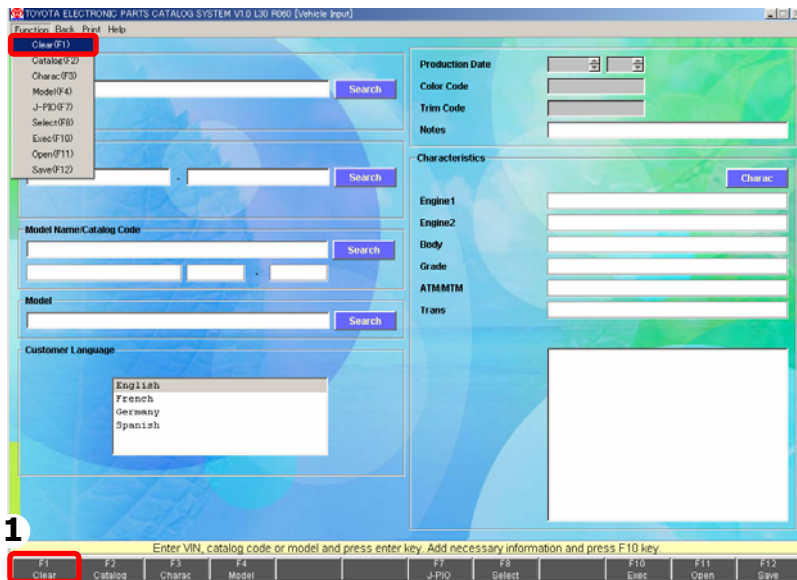 TOYOTA ELECTRONIC PARTS CATALOG SYSTEM V1.0 L30 R060 [Vehicle Input]
Function Back Print Help
Clear(F1)
Catalog(F2)
Charac(F3)
Model(F4)
J-PIO(F7)
Select(F8)
Exec(F10)
Open(F11)
Save(F12)
Search
-
Search
Model Name/Catalog Code
Search
-
Model
Search
Customer Language
English
French
Germany
Spanish
Production Date
Color Code
Trim Code
Notes
Characteristics
Charac
Engine1
Engine2
Body
Grade
ATM/MTM
Trans
1
Enter VIN, catalog code or model and press enter key. Add necessary information and press F10 key.
F1 F2 F3 F4 F7 F8 F10 F11 F12
Clear Catalog Charac Model J-PIO Select Exec Open Save